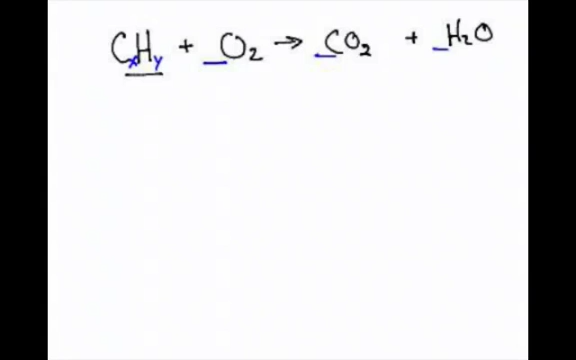 CxHy + _O2 → _CO2 + _H2O